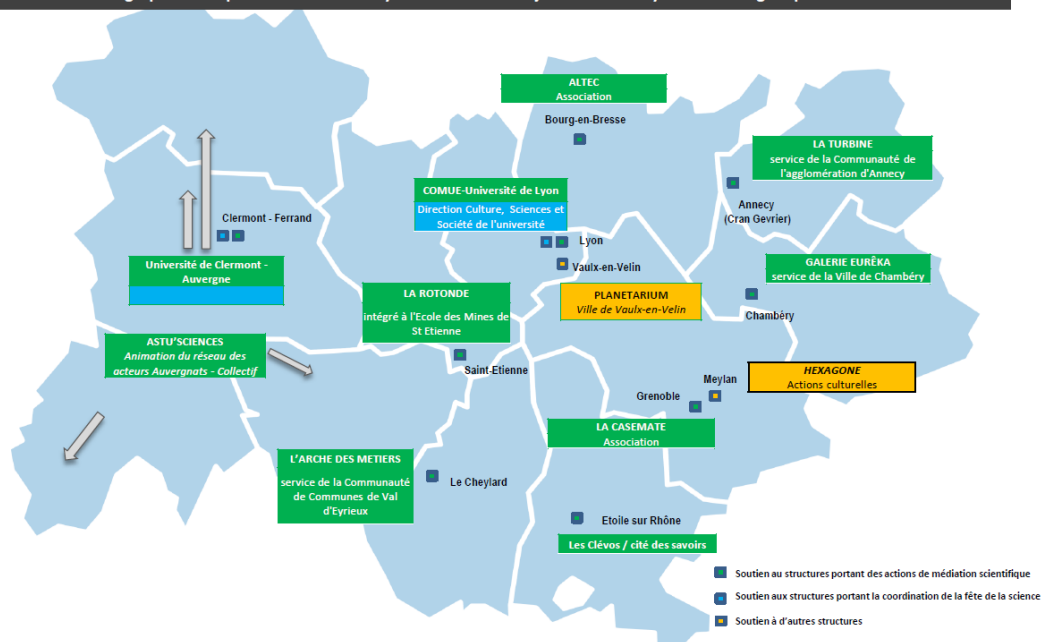 ALTEC
Association
Bourg-en-Bresse
LA TURBINE
service de la Communauté de
l'agglomération d'Annecy
Annecy
(Cran Gevrier)
COMUE-Université de Lyon
Direction Culture, Sciences et
Société de l'université
Clermont - Ferrand
Lyon
Vaulx-en-Velin
Université de Clermont -
Auvergne
GALERIE EURÊKA
service de la Ville de Chambéry
Chambéry
LA ROTONDE
intégré à l'Ecole des Mines de
St Etienne
PLANETARIUM
Ville de Vaulx-en-Velin
ASTU'SCIENCES
Animation du réseau des
acteurs Auvergnats - Collectif
Saint-Etienne
HEXAGONE
Actions culturelles
Meylan
Grenoble
LA CASEMATE
Association
L'ARCHE DES METIERS
service de la Communauté
de Communes de Val
d'Eyrieux
Le Cheylard
Etoile sur Rhône
Les Clévos / cité des savoirs
Soutien au structures portant des actions de médiation scientifique
Soutien aux structures portant la coordination de la fête de la science
Soutien à d'autres structures